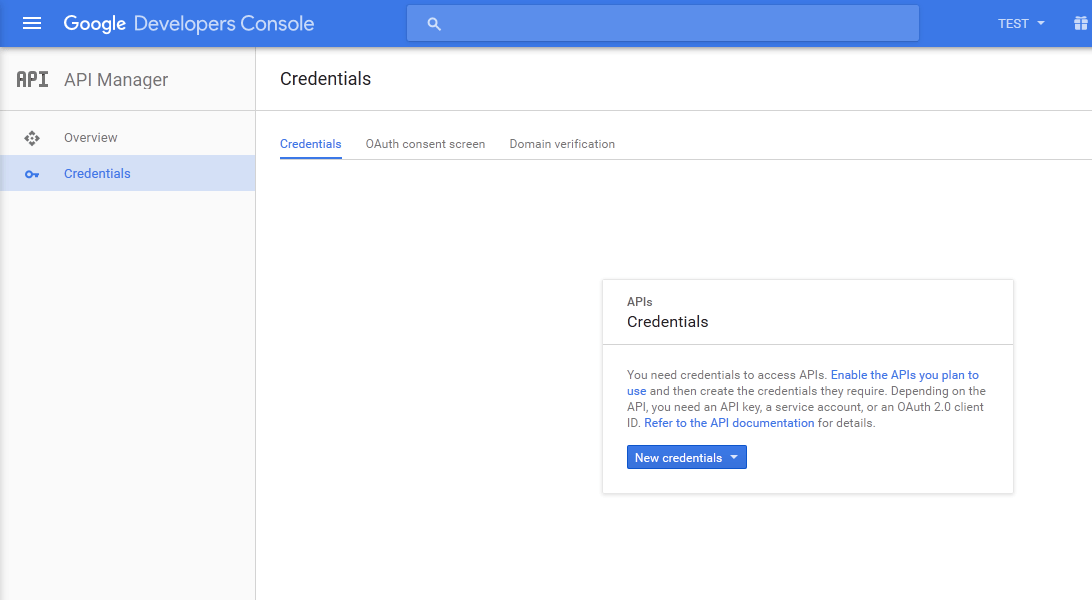 Google Developers Console
TEST
API API Manager
Credentials
Overview
Credentials
Credentials OAuth consent screen Domain verification
APIs
Credentials
You need credentials to access APIs. Enable the APIs you plan to
use and then create the credentials they require. Depending on the
API, you need an API key, a service account, or an OAuth 2.0 client
ID. Refer to the API documentation for details.
New credentials